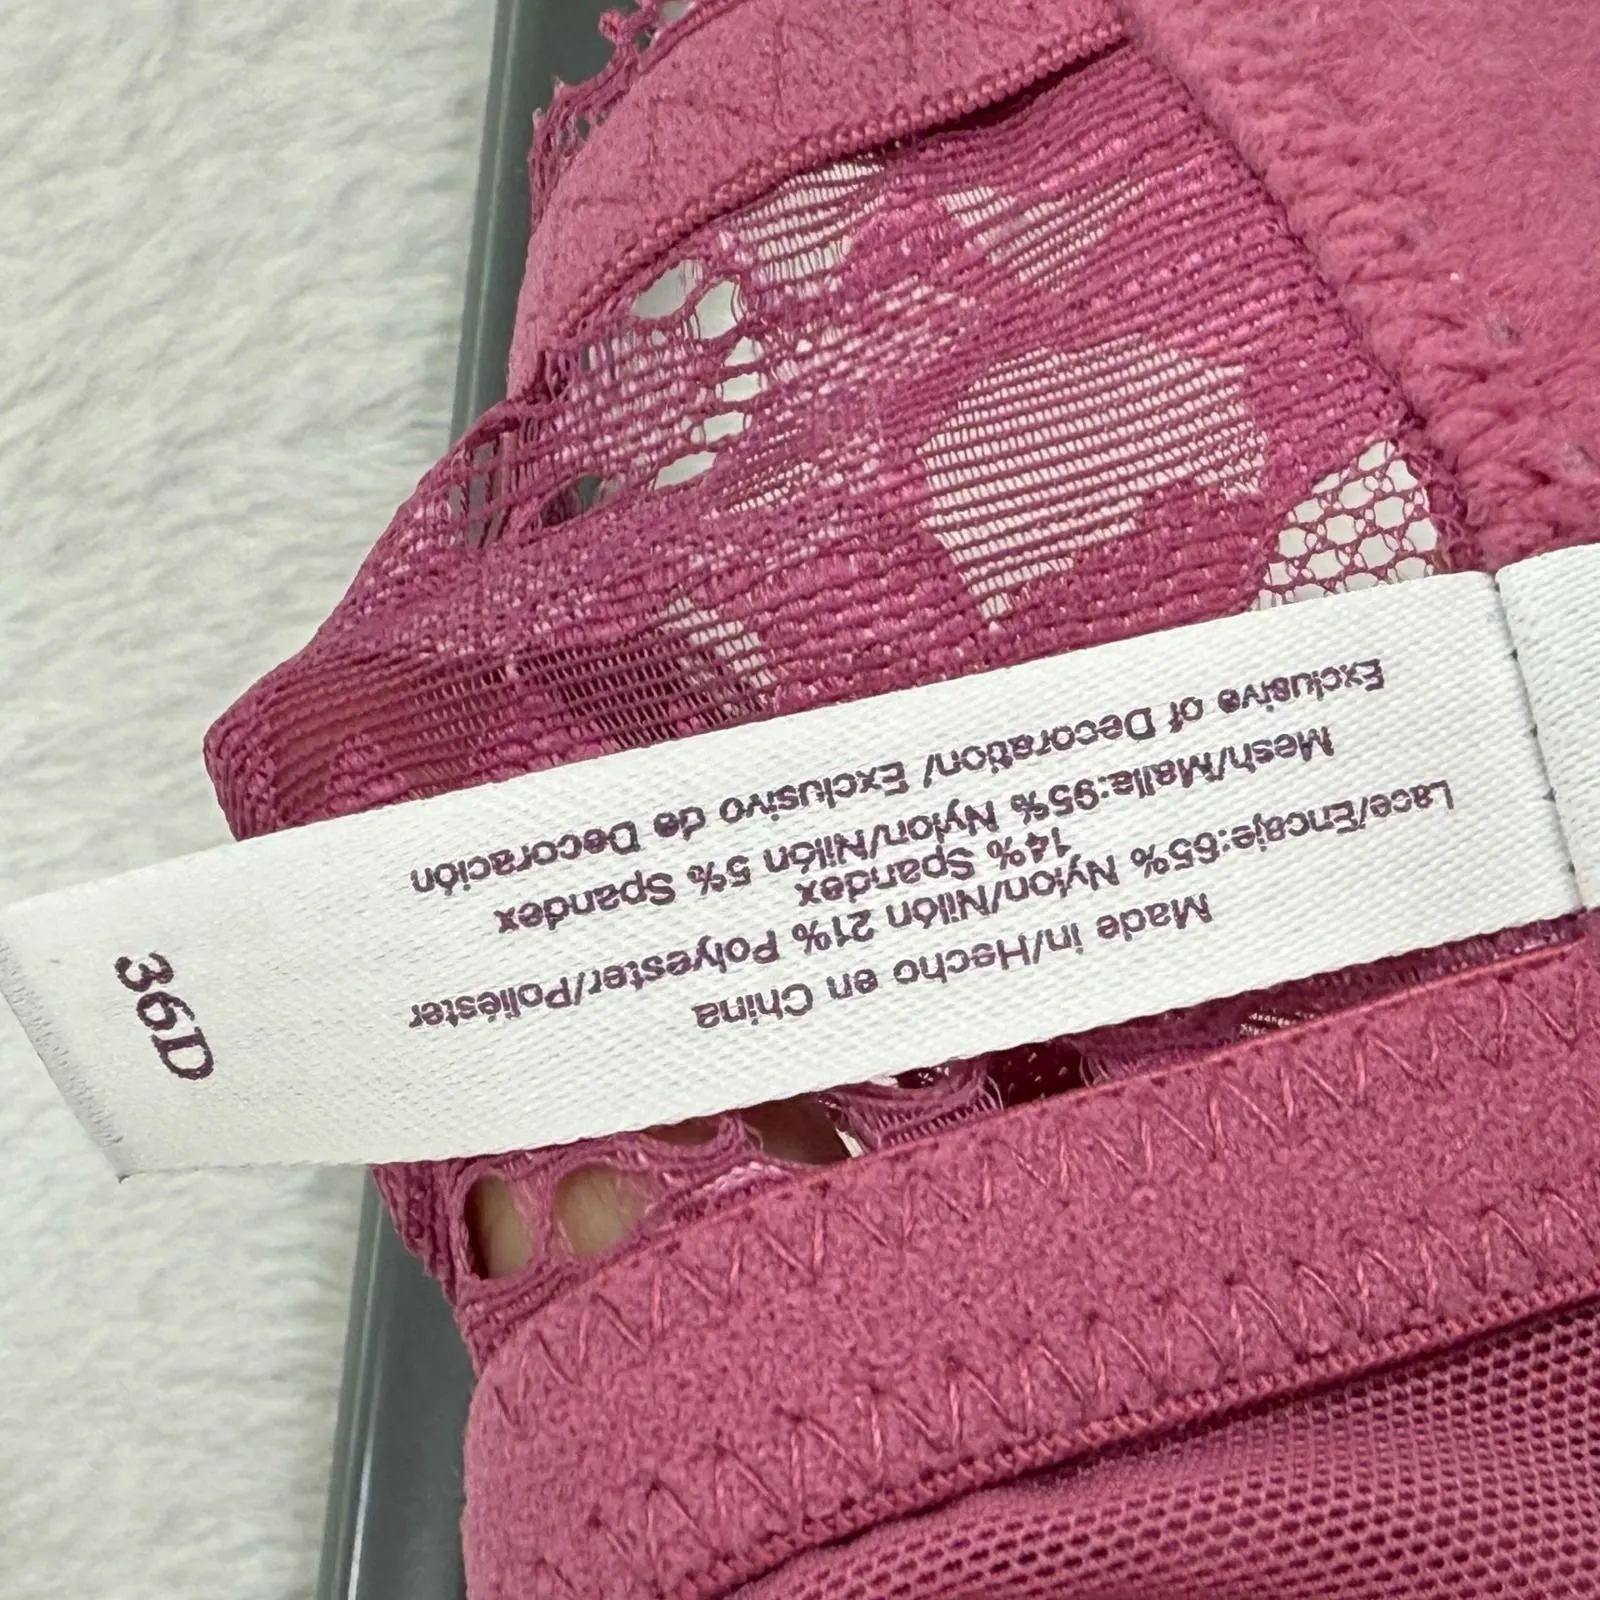 Made in/Hecho en China
Lace/Encaje:65% Nylon/Nilón 21% Polyester/Poliéster
14% Spandex
Mesh/Malla:95% Nylon/Nilón 5% Spandex
Exclusive of Decoration/ Exclusivo de Decoración
36D